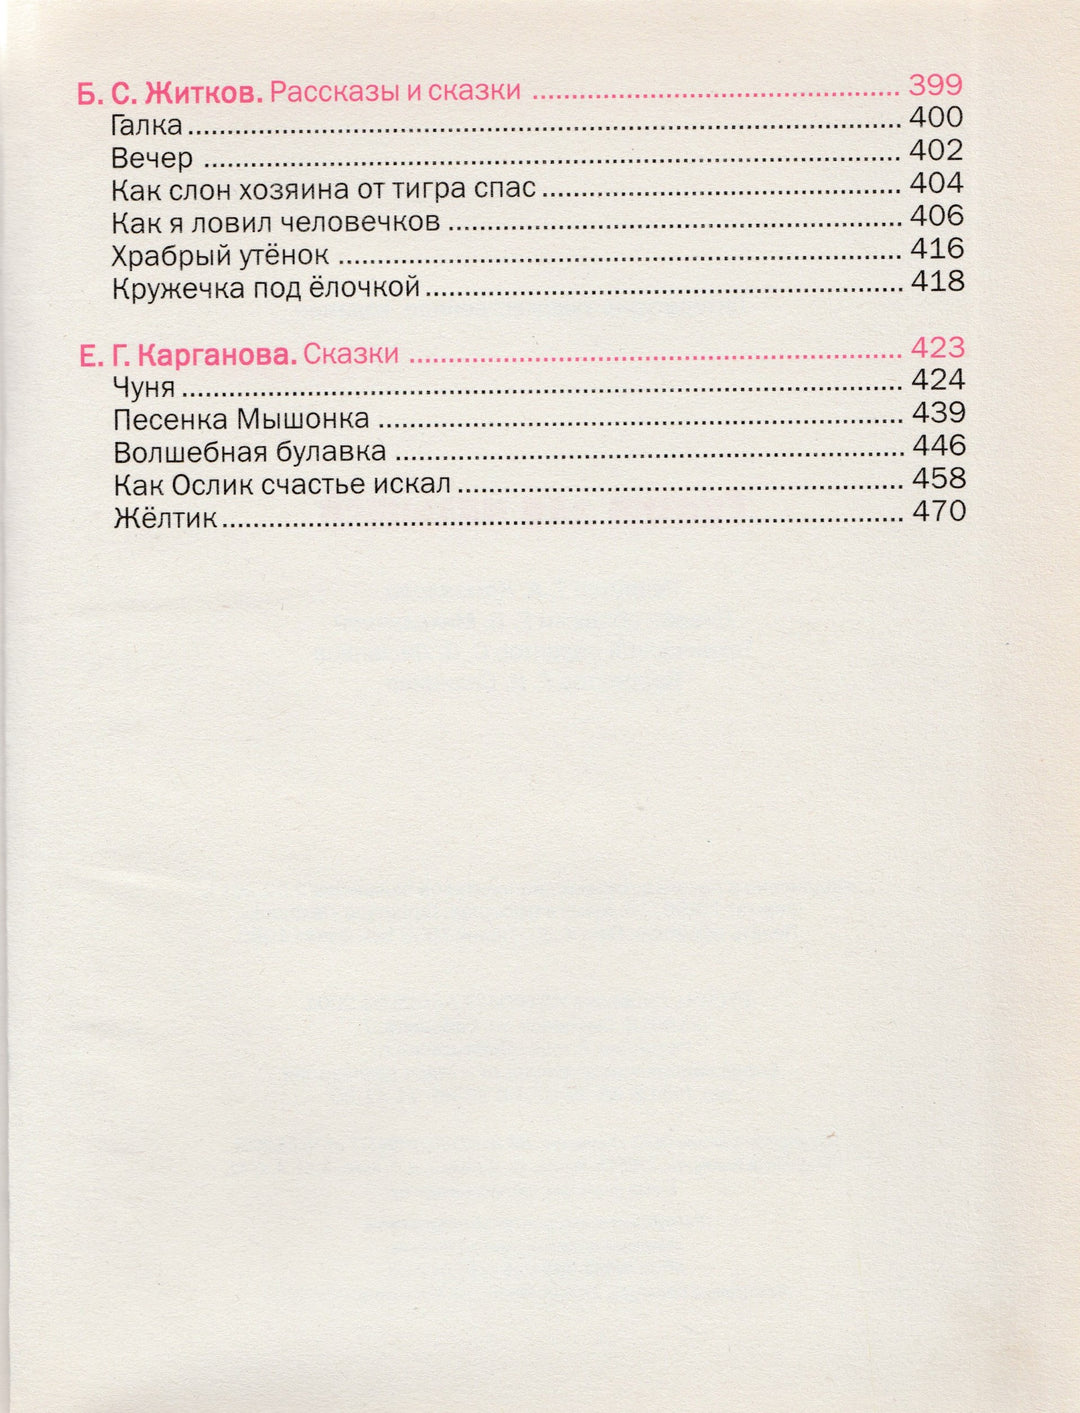 Б. С. Житков. Рассказы и сказки 399
Галка 400
Вечер 402
Как слон хозяина от тигра спас 404
Как я ловил человечков 406
Храбрый утёнок 416
Кружечка под ёлочкой 418
Е. Г. Карганова. Сказки 423
Чуня 424
Песенка Мышонка 439
Волшебная булавка 446
Как Ослик счастье искал 458
Жёлтик 470